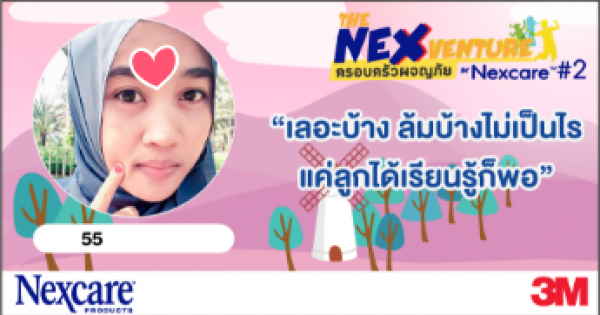 THE
NEXVENTURE
ครอบครัวผจญภัย BY Nexcare™#2
“เลอะบ้าง ล้มบ้างไม่เป็นไร
แค่ลูกได้เรียนรู้ก็พอ”
55
Nexcare
PRODUCTS
3M